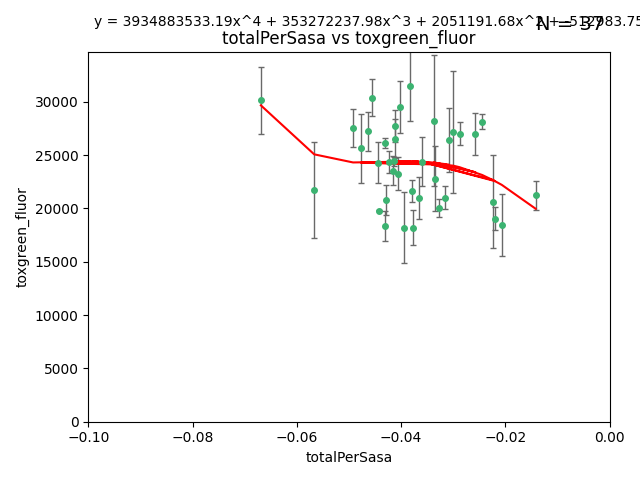 y = 3934883533.19x^4 + 353272237.98x^3 + 2051191.68x^2 +
N = 37
totalPerSasa vs toxgreen_fluor
30000
25000
20000
15000
10000
5000
0
toxgreen_fluor
−0.10 −0.08 −0.06 −0.04 −0.02 0.00
totalPerSasa